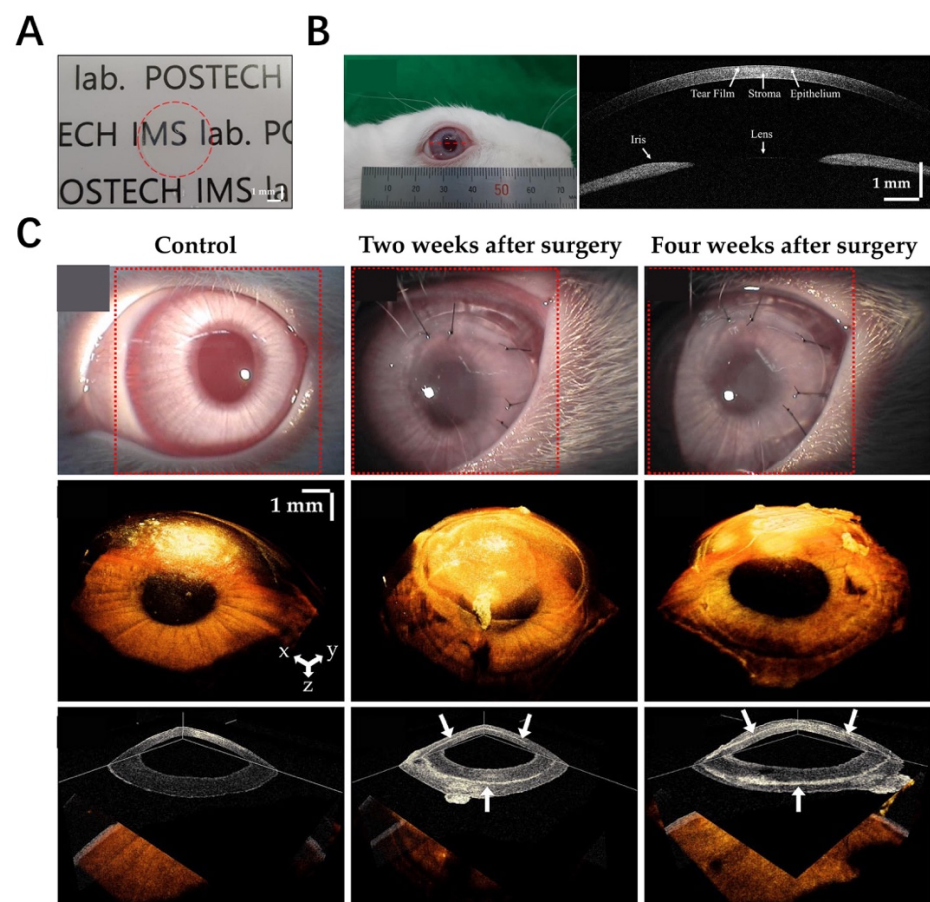 A
B
lab. POSTECH
ECH IMS lab. PO
OSTECH IMS la
1 mm
10 20 30 40 50 60 70
Tear Film Stroma Epithelium
Iris Lens
1 mm
C
Control Two weeks after surgery Four weeks after surgery
1 mm
x y
z